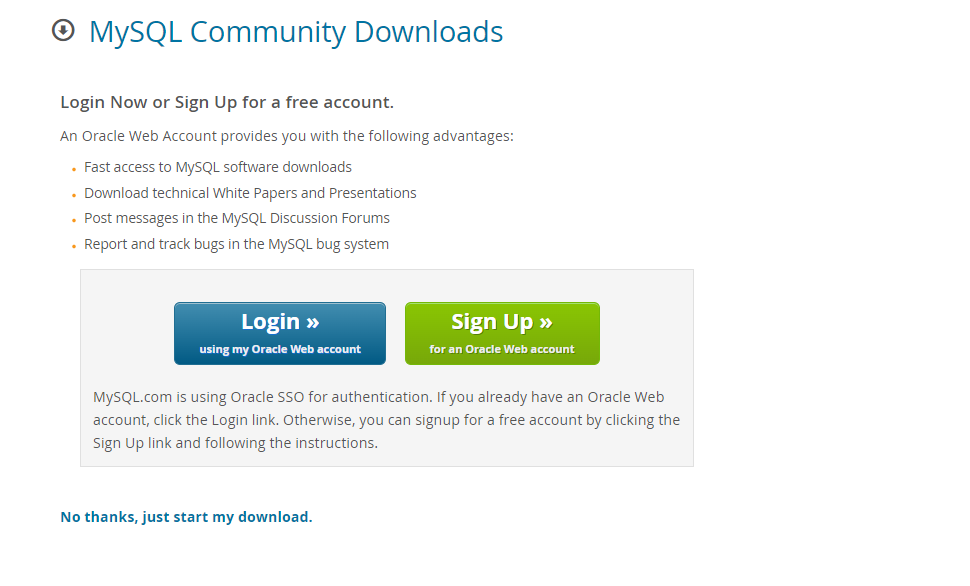 MySQL Community Downloads
Login Now or Sign Up for a free account.
An Oracle Web Account provides you with the following advantages:
Fast access to MySQL software downloads
Download technical White Papers and Presentations
Post messages in the MySQL Discussion Forums
Report and track bugs in the MySQL bug system
Login »
using my Oracle Web account
Sign Up »
for an Oracle Web account
MySQL.com is using Oracle SSO for authentication. If you already have an Oracle Web
account, click the Login link. Otherwise, you can signup for a free account by clicking the
Sign Up link and following the instructions.
No thanks, just start my download.